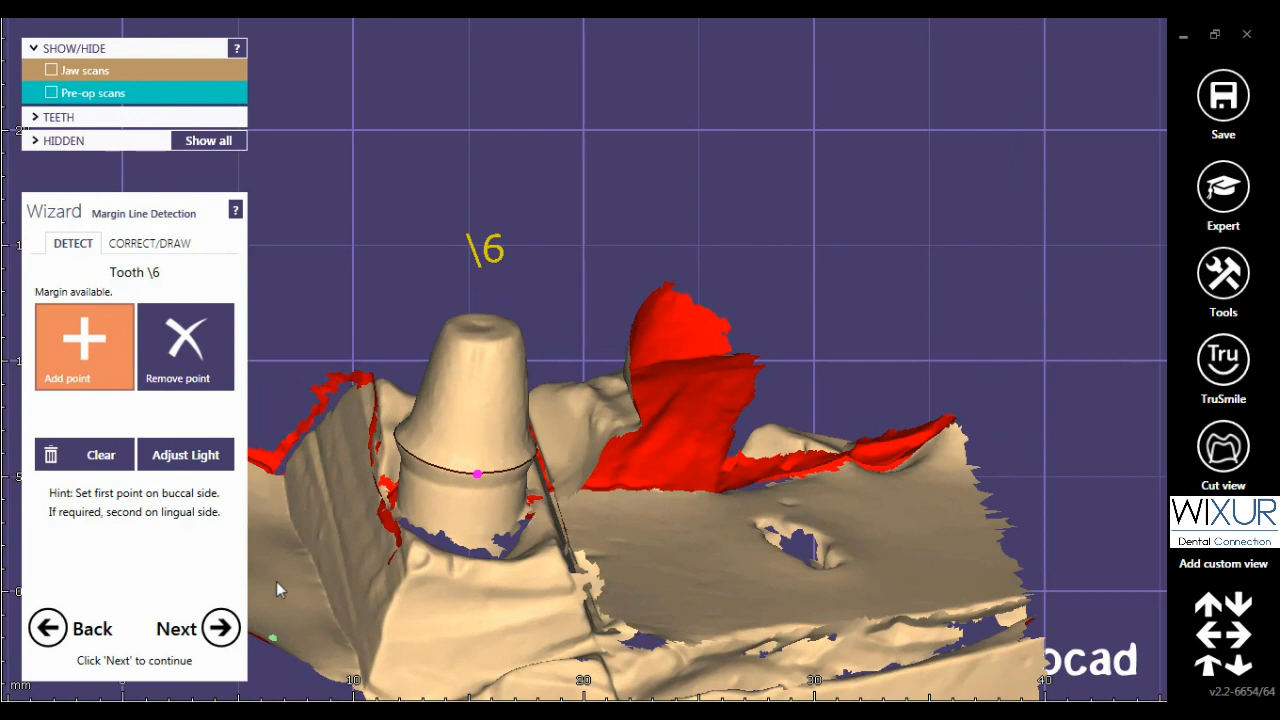 SHOW/HIDE ?
Jaw scans
Pre-op scans
TEETH
HIDDEN Show all
Wizard Margin Line Detection ?
DETECT CORRECT/DRAW
Tooth \6
Margin available.
Add point Remove point
Clear Adjust Light
Hint: Set first point on buccal side.
If required, second on lingual side.
Back Next
Click 'Next' to continue
\6
mm 10 20 30 40
0
ocad
Save
Expert
Tools
Tru
TruSmile
Cut view
WIXUR
Dental Connection
Add custom view
v2.2-6654/64